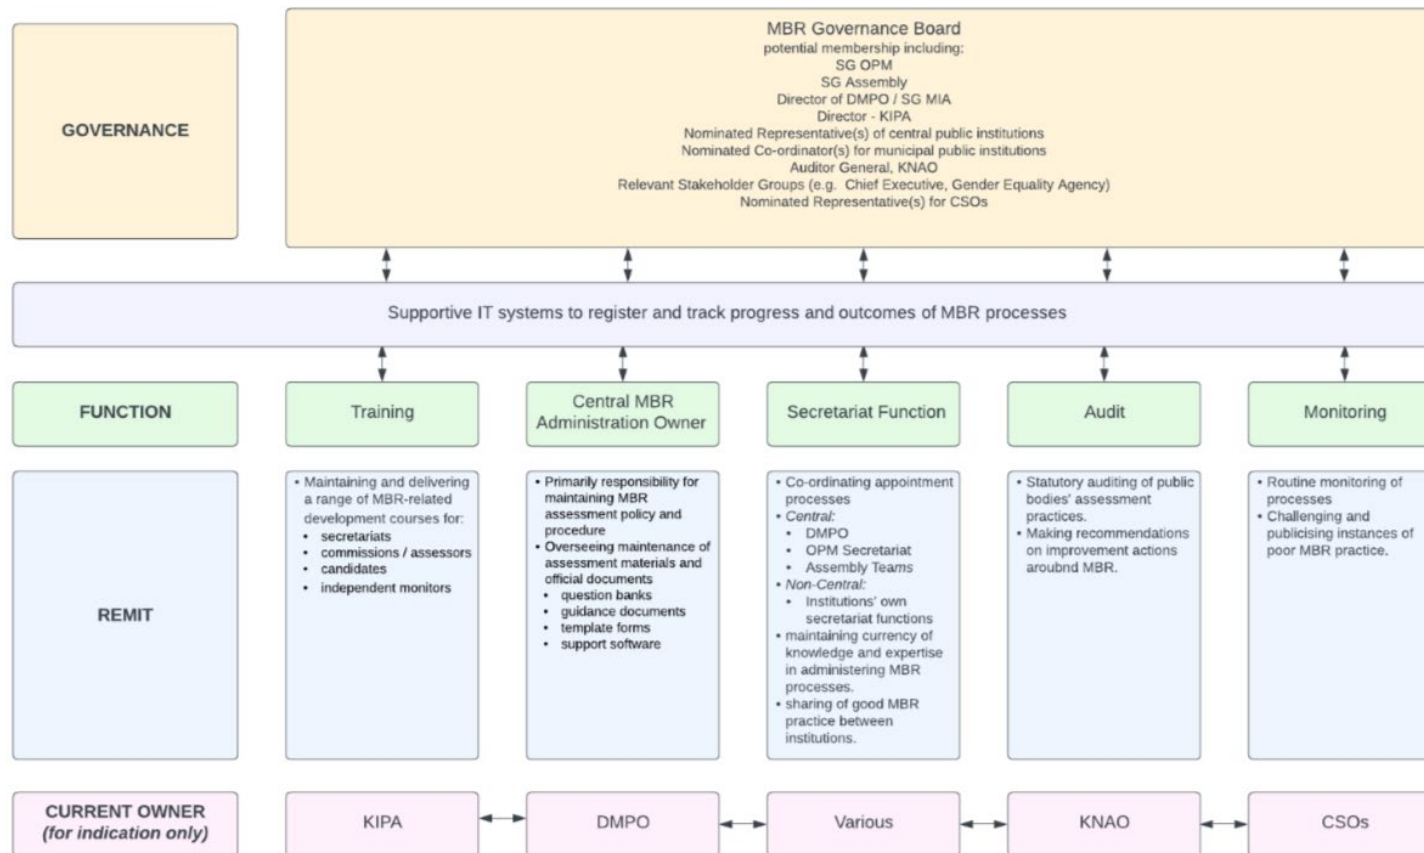 GOVERNANCE
MBR Governance Board
potential membership including:
SG OPM
SG Assembly
Director of DMPO / SG MIA
Director - KIPA
Nominated Representative(s) of central public institutions
Nominated Co-ordinator(s) for municipal public institutions
Auditor General, KNAO
Relevant Stakeholder Groups (e.g. Chief Executive, Gender Equality Agency)
Nominated Representative(s) for CSOs
Supportive IT systems to register and track progress and outcomes of MBR processes
FUNCTION
Training
Central MBR
Administration Owner
Secretariat Function
Audit
Monitoring
REMIT
• Maintaining and delivering
a range of MBR-related
development courses for:
• secretariats
• commissions / assessors
• candidates
• independent monitors
• Primarily responsibility for
maintaining MBR
assessment policy and
procedure
• Overseeing maintenance of
assessment materials and
official documents
• question banks
• guidance documents
• template forms
• support software
• Co-ordinating appointment
processes
• Central:
• DMPO
• OPM Secretariat
• Assembly Teams
• Non-Central:
• Institutions' own
secretariat functions
• maintaining currency of
knowledge and expertise
in administering MBR
processes.
• sharing of good MBR
practice between
institutions.
• Statutory auditing of public
bodies' assessment
practices.
• Making recommendations
on improvement actions
aroubnd MBR.
• Routine monitoring of
processes
• Challenging and
publicising instances of
poor MBR practice.
CURRENT OWNER
(for indication only)
KIPA
DMPO
Various
KNAO
CSOs